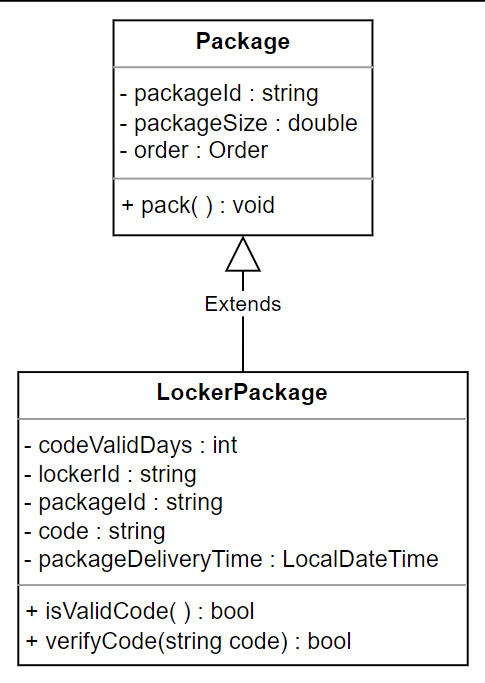 Package
- packageId : string
- packageSize : double
- order : Order
+ pack( ) : void
Extends
LockerPackage
- codeValidDays : int
- lockerId : string
- packageId : string
- code : string
- packageDeliveryTime : LocalDateTime
+ isValidCode( ) : bool
+ verifyCode(string code) : bool